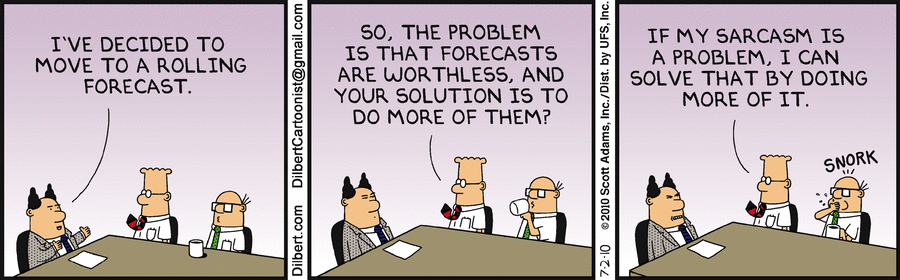 I'VE DECIDED TO
MOVE TO A ROLLING
FORECAST.
Dilbert.com DilbertCartoonist@gmail.com
SO, THE PROBLEM
IS THAT FORECASTS
ARE WORTHLESS, AND
YOUR SOLUTION IS TO
DO MORE OF THEM?
7-2-10 ©2010 Scott Adams, Inc./Dist. by UFS, Inc.
IF MY SARCASM IS
A PROBLEM, I CAN
SOLVE THAT BY DOING
MORE OF IT.
SNORK